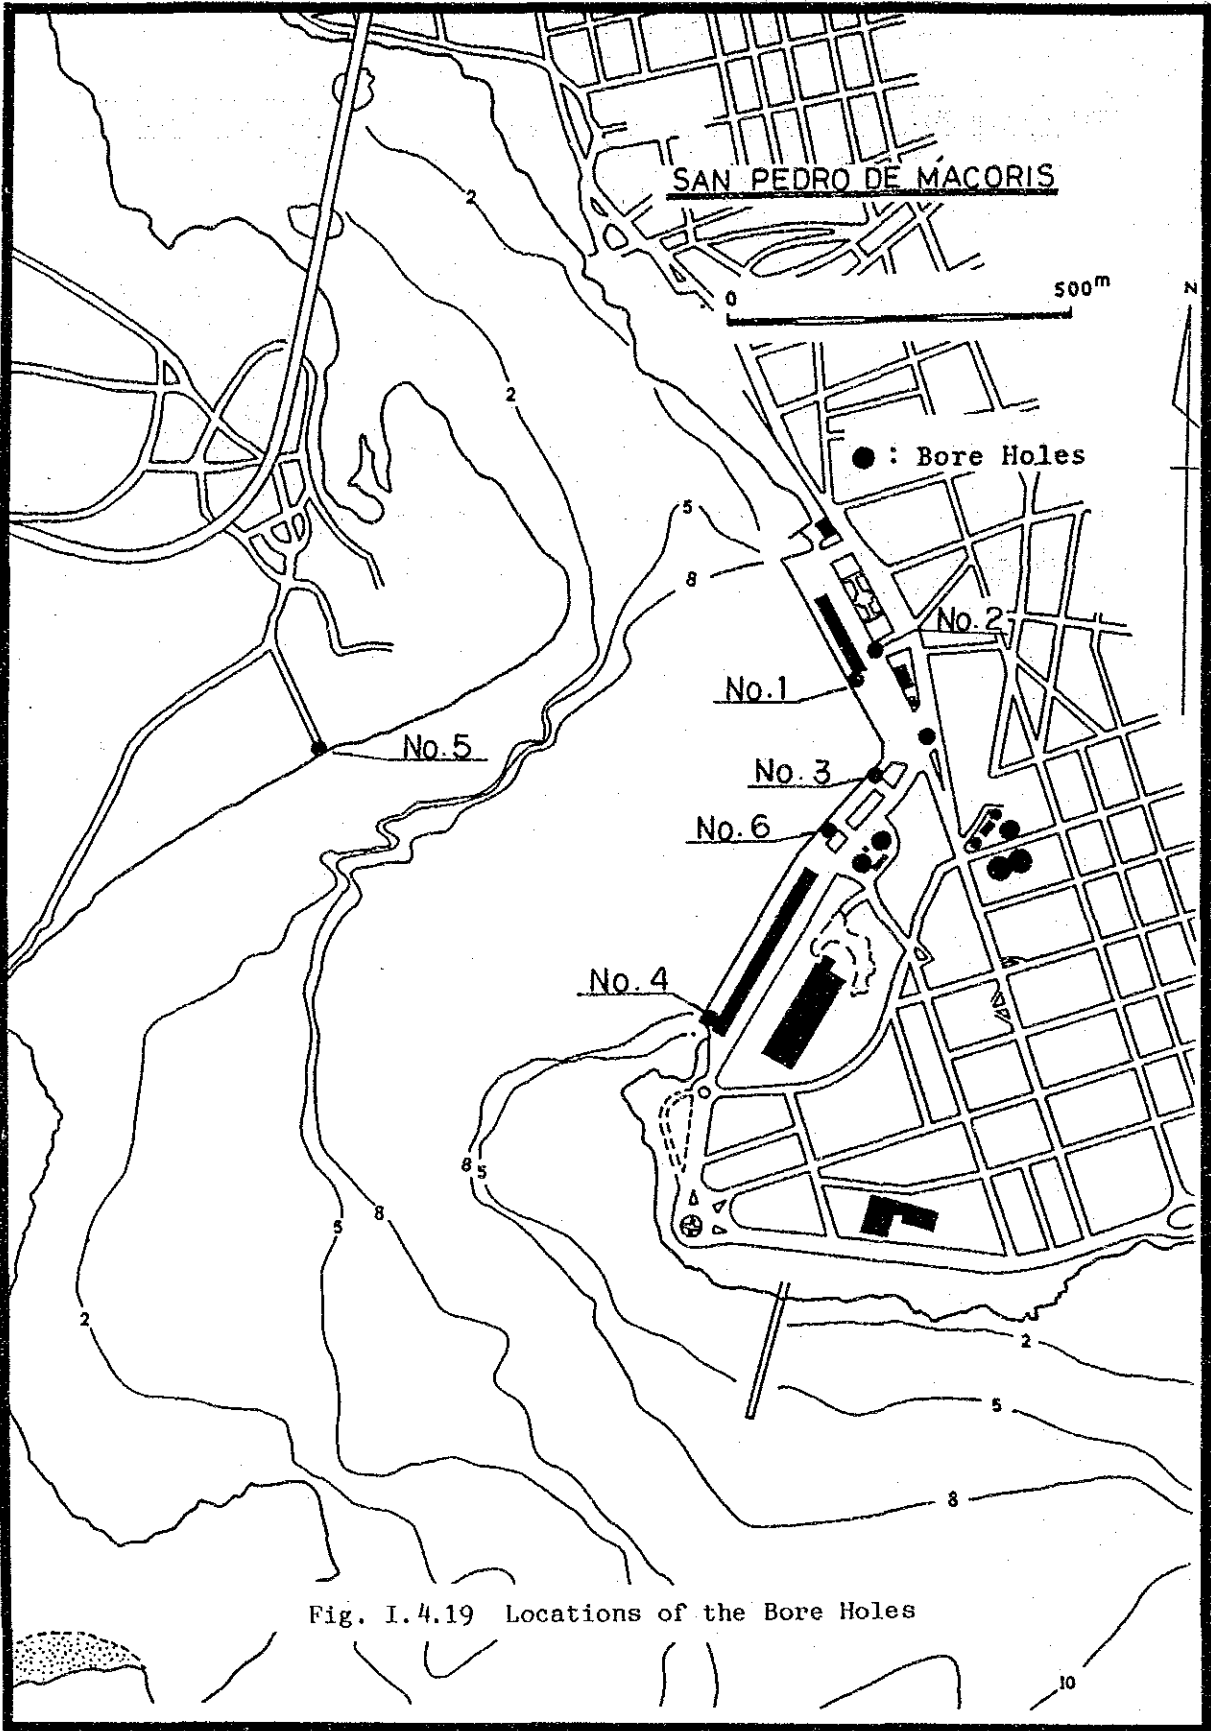 2
SAN PEDRO DE MACORIS
0 500m
N
2
● : Bore Holes
5
8
No. 2
No. 1
No. 5
No. 3
No. 6
No. 4
8 5
8
5
2
2
5
8
Fig. I.4.19 Locations of the Bore Holes
10